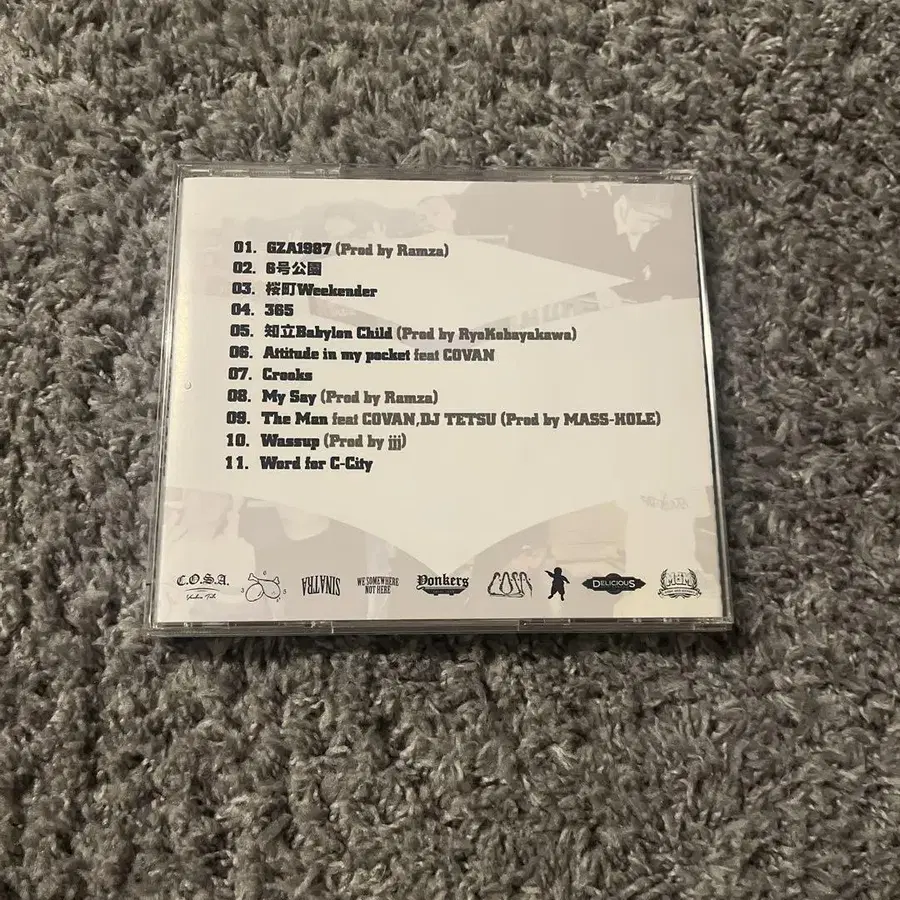 01. GZA1987 (Prod by Ramza)
02. 6号公園
03. 桜町Weekender
04. 365
05. 知立Babylon Child (Prod by RyoKobayakawa)
06. Attitude in my pocket feat COVAN
07. Crooks
08. My Say (Prod by Ramza)
09. The Man feat COVAN,DJ TETSU (Prod by MASS-HOLE)
10. Wassup (Prod by jjj)
11. Word for C-City
C.O.S.A.
SINATRA
WE SOMEWHERE
NOT HERE
Yonkers
COSA
DELICIOUS
MdM